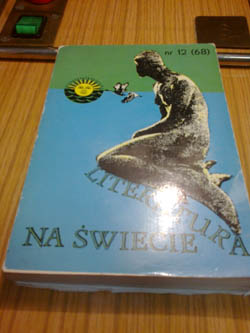 nr 12 (68)
LITERATURA
NA ŚWIECIE